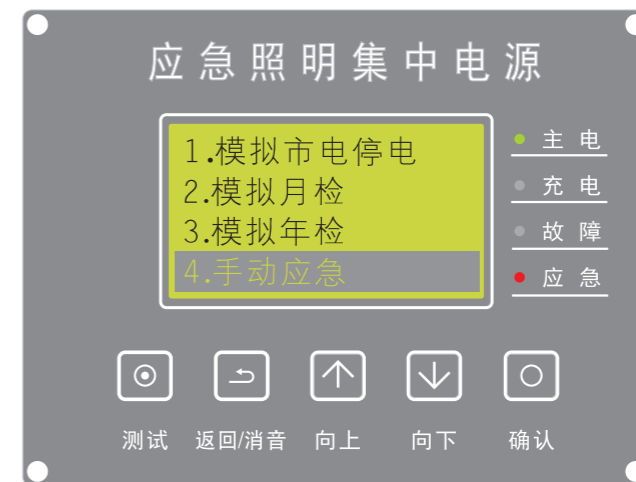 应急照明集中电源
1.模拟市电停电
2.模拟月检
3.模拟年检
4.手动应急
主电
充电
故障
应急
测试 返回/消音 向上 向下 确认